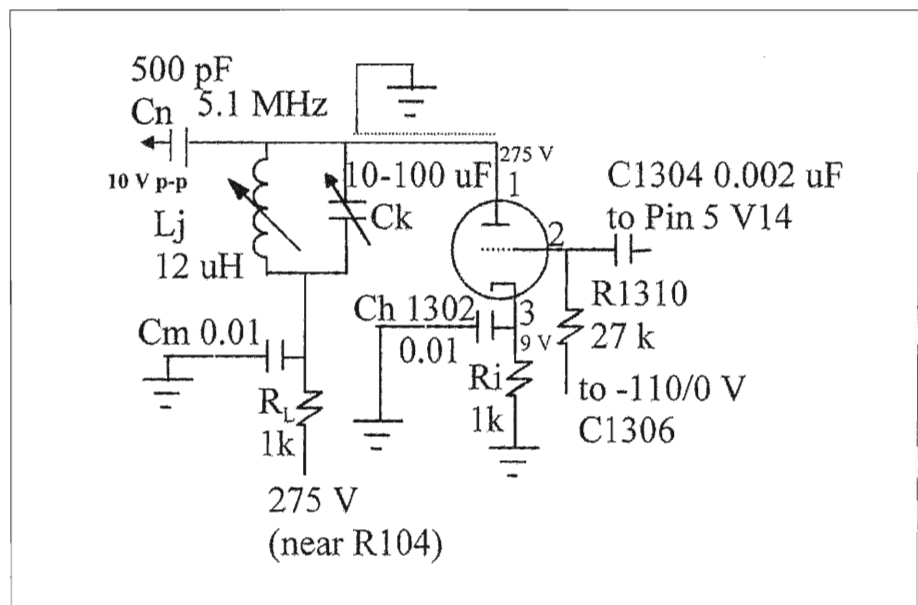 500 pF
5.1 MHz
Cn
10 V p-p
Lj
12 uH
10-100 uF
Ck
275 V
1
2
3
9 V
C1304 0.002 uF
to Pin 5 V14
R1310
27 k
to -110/0 V
C1306
Ch 1302
0.01
Ri
1k
Cm 0.01
RL
1k
275 V
(near R104)